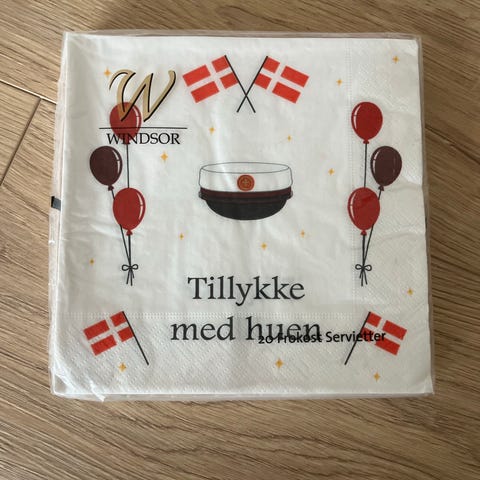 W
WINDSOR
Tillykke
med huen
20 Frokost Servietter